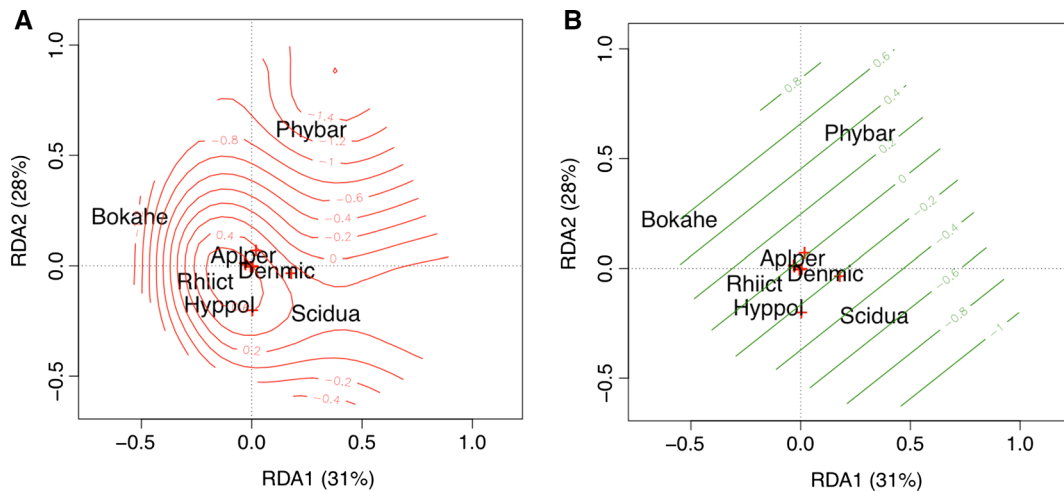 A
B
1.0
0.5
0.0
−0.5
RDA2 (28%)
−1.4
Phybar
−1.2
−1
−0.8
−0.6
−0.4
−0.2
0
Bokahe
0.4
Aplper
Denmic
Rhiict
Hyppol
Scidua
0.2
−0.2
−0.4
−0.5
0.0
0.5
1.0
RDA1 (31%)
1.0
0.5
0.0
−0.5
RDA2 (28%)
0.8
0.6
0.4
Phybar
0.2
0
−0.2
Bokahe
−0.4
Aplper
Denmic
−0.6
Rhiict
Hyppol
Scidua
−0.8
−1
−0.5
0.0
0.5
1.0
RDA1 (31%)